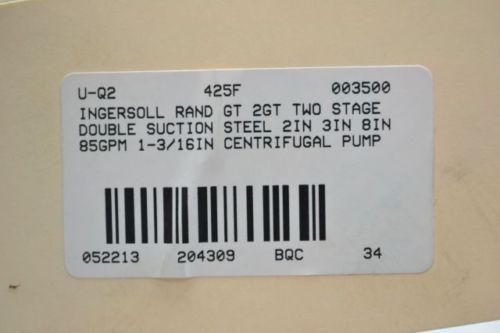 U-Q2 425F 003500
INGERSOLL RAND GT 2GT TWO STAGE
DOUBLE SUCTION STEEL 2IN 3IN 8IN
85GPM 1-3/16IN CENTRIFUGAL PUMP
052213 204309 BQC 34